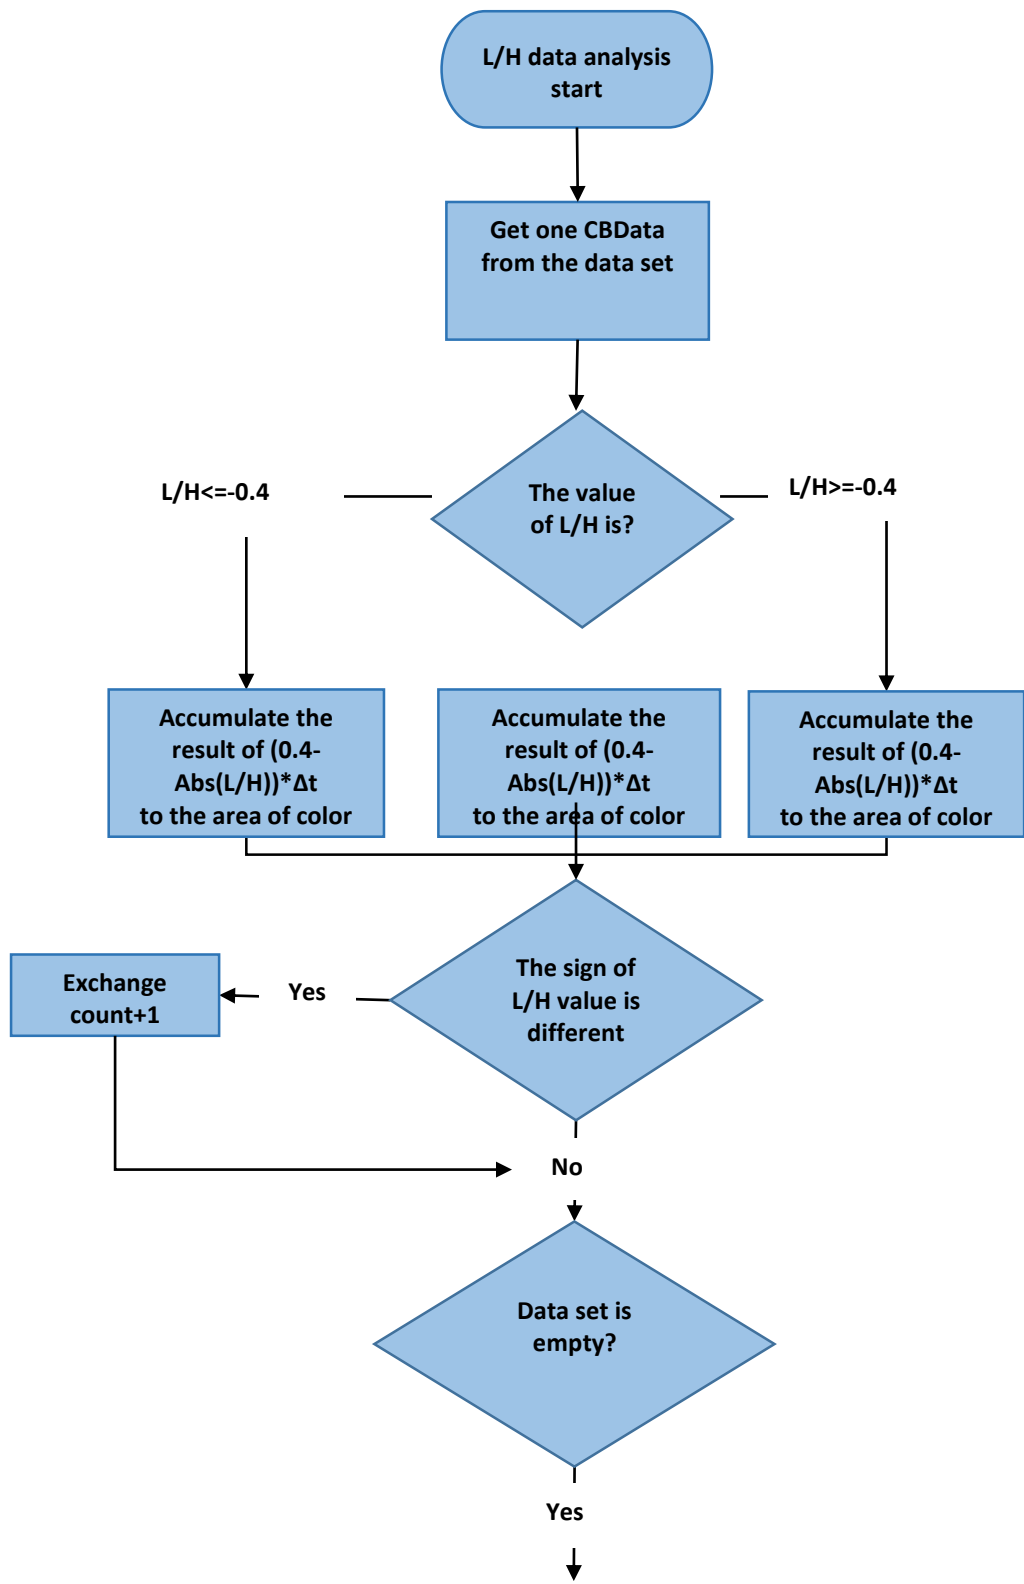 L/H data analysis
start
Get one CBData
from the data set
The value
of L/H is?
L/H<=-0.4
L/H>=-0.4
Accumulate the
result of (0.4-
Abs(L/H))*Δt
to the area of color
Accumulate the
result of (0.4-
Abs(L/H))*Δt
to the area of color
Accumulate the
result of (0.4-
Abs(L/H))*Δt
to the area of color
The sign of
L/H value is
different
Yes
Exchange
count+1
No
Data set is
empty?
Yes